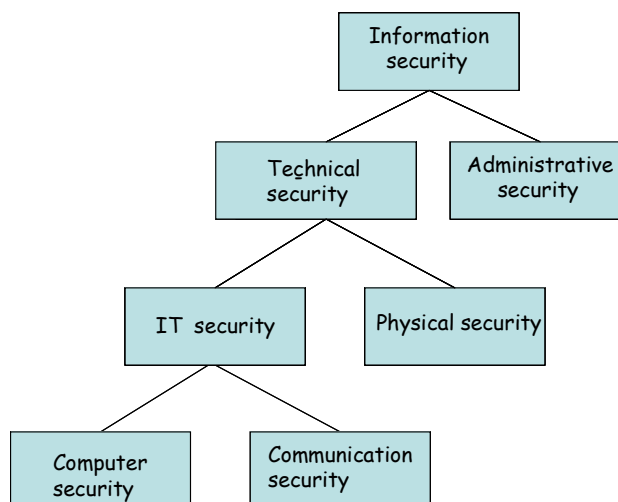 Information
security
Technical
security
Administrative
security
IT security
Physical security
Computer
security
Communication
security